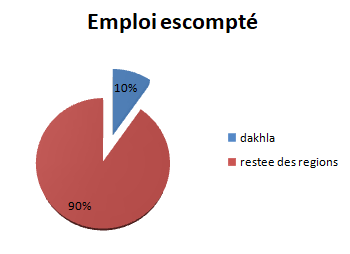 Emploi escompté
10%
dakhla
restee des regions
90%